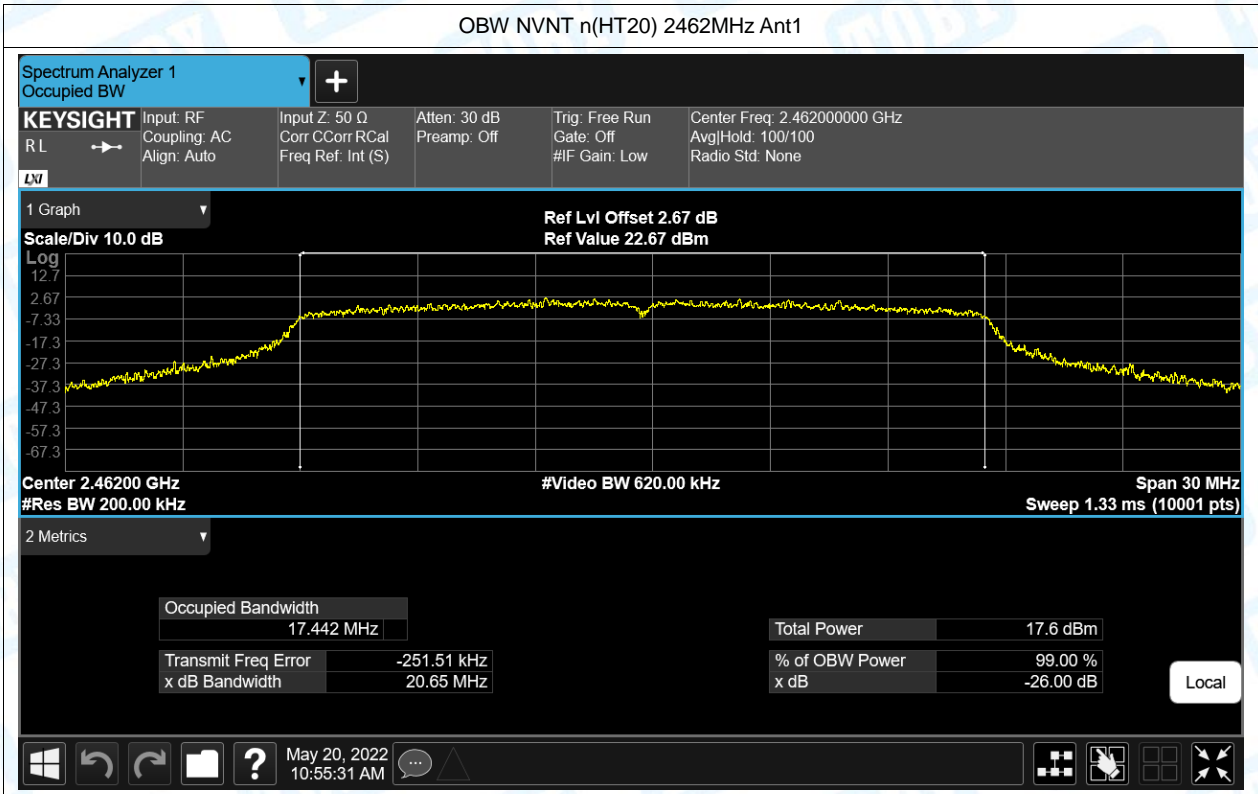 OBW NVNT n(HT20) 2462MHz Ant1
Spectrum Analyzer 1
Occupied BW
KEYSIGHT
R L
LXI
Input: RF
Coupling: AC
Align: Auto
Input Z: 50 Ω
Corr CCorr RCal
Freq Ref: Int (S)
Atten: 30 dB
Preamp: Off
Trig: Free Run
Gate: Off
#IF Gain: Low
Center Freq: 2.462000000 GHz
Avg|Hold: 100/100
Radio Std: None
1 Graph
Scale/Div 10.0 dB
Ref Lvl Offset 2.67 dB
Ref Value 22.67 dBm
Log
12.7
2.67
-7.33
-17.3
-27.3
-37.3
-47.3
-57.3
-67.3
Center 2.46200 GHz
#Video BW 620.00 kHz
Span 30 MHz
#Res BW 200.00 kHz
Sweep 1.33 ms (10001 pts)
2 Metrics
Occupied Bandwidth
17.442 MHz
Total Power 17.6 dBm
Transmit Freq Error -251.51 kHz
% of OBW Power 99.00 %
x dB Bandwidth 20.65 MHz
x dB -26.00 dB
Local
May 20, 2022
10:55:31 AM